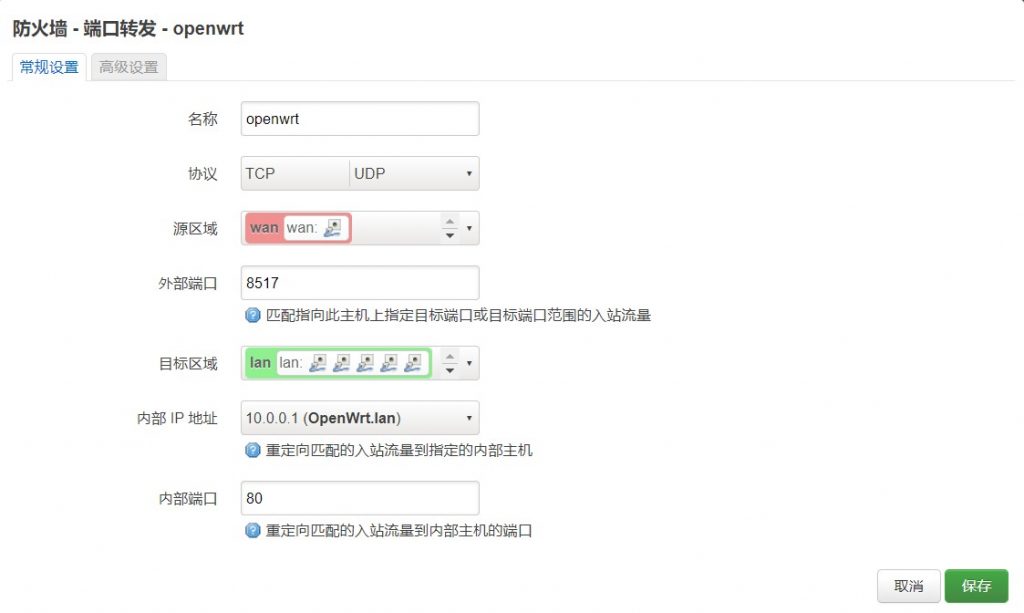 防火墙 - 端口转发 - openwrt
常规设置 高级设置
名称 openwrt
协议 TCP UDP
源区域 wan wan:
外部端口 8517
匹配指向此主机上指定目标端口或目标端口范围的入站流量
目标区域 lan lan:
内部 IP 地址 10.0.0.1 (OpenWrt.lan)
重定向匹配的入站流量到指定的内部主机
内部端口 80
重定向匹配的入站流量到内部主机的端口
取消 保存